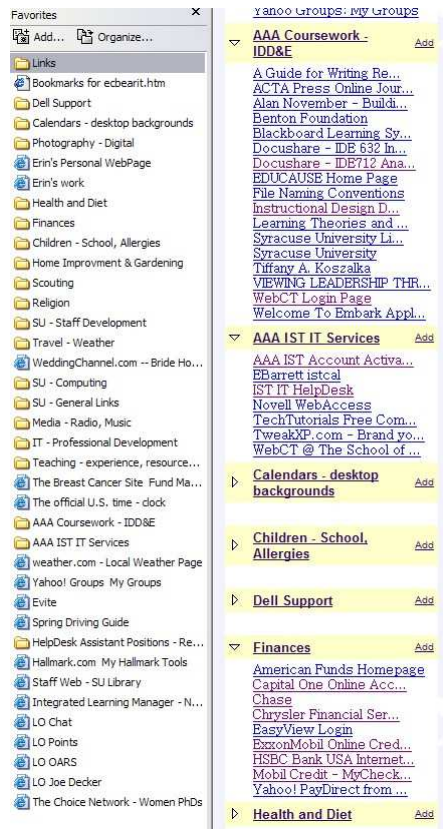 Favorites
Add... Organize...
Links
Bookmarks for ecbearit.htm
Dell Support
Calendars - desktop backgrounds
Photography - Digital
Erin's Personal WebPage
Erin's work
Health and Diet
Finances
Children - School, Allergies
Home Improvment & Gardening
Scouting
Religion
SU - Staff Development
Travel - Weather
WeddingChannel.com -- Bride Ho...
SU - Computing
SU - General Links
Media - Radio, Music
IT - Professional Development
Teaching - experience, resource...
The Breast Cancer Site Fund Ma...
The official U.S. time - clock
AAA Coursework - IDD&E
AAA IST IT Services
weather.com - Local Weather Page
Yahoo! Groups My Groups
Evite
Spring Driving Guide
HelpDesk Assistant Positions - Re...
Hallmark.com My Hallmark Tools
Staff Web - SU Library
Integrated Learning Manager - N...
LO Chat
LO Points
LO OARS
LO Joe Decker
The Choice Network - Women PhDs
Yahoo Groups: My Groups
AAA Coursework - Add
IDD&E
A Guide for Writing Re...
ACTA Press Online Jour...
Alan November - Buildi...
Benton Foundation
Blackboard Learning Sy...
Docushare - IDE 632 In...
Docushare - IDE712 Ana...
EDUCAUSE Home Page
File Naming Conventions
Instructional Design D...
Learning Theories and ...
Syracuse University Li...
Syracuse University
Tiffany A. Koszalka
VIEWING LEADERSHIP THR...
WebCT Login Page
Welcome To Embark Appl...
AAA IST IT Services Add
AAA IST Account Activa...
EBarrett istcal
IST IT HelpDesk
Novell WebAccess
TechTutorials Free Com...
TweakXP.com - Brand yo...
WebCT @ The School of ...
Calendars - desktop Add
backgrounds
Children - School, Add
Allergies
Dell Support Add
Finances Add
American Funds Homepage
Capital One Online Acc...
Chase
Chrysler Financial Ser...
EasyView Login
ExxonMobil Online Cred...
HSBC Bank USA Internet...
Mobil Credit - MyCheck...
Yahoo! PayDirect from ...
Health and Diet Add